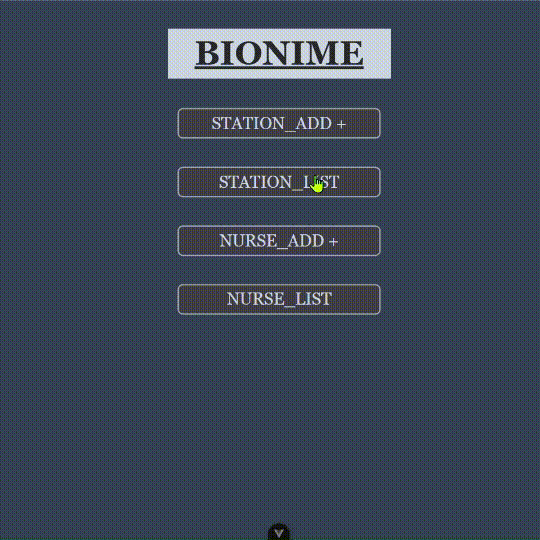 BIONIME
STATION_ADD +
STATION_LIST
NURSE_ADD +
NURSE_LIST